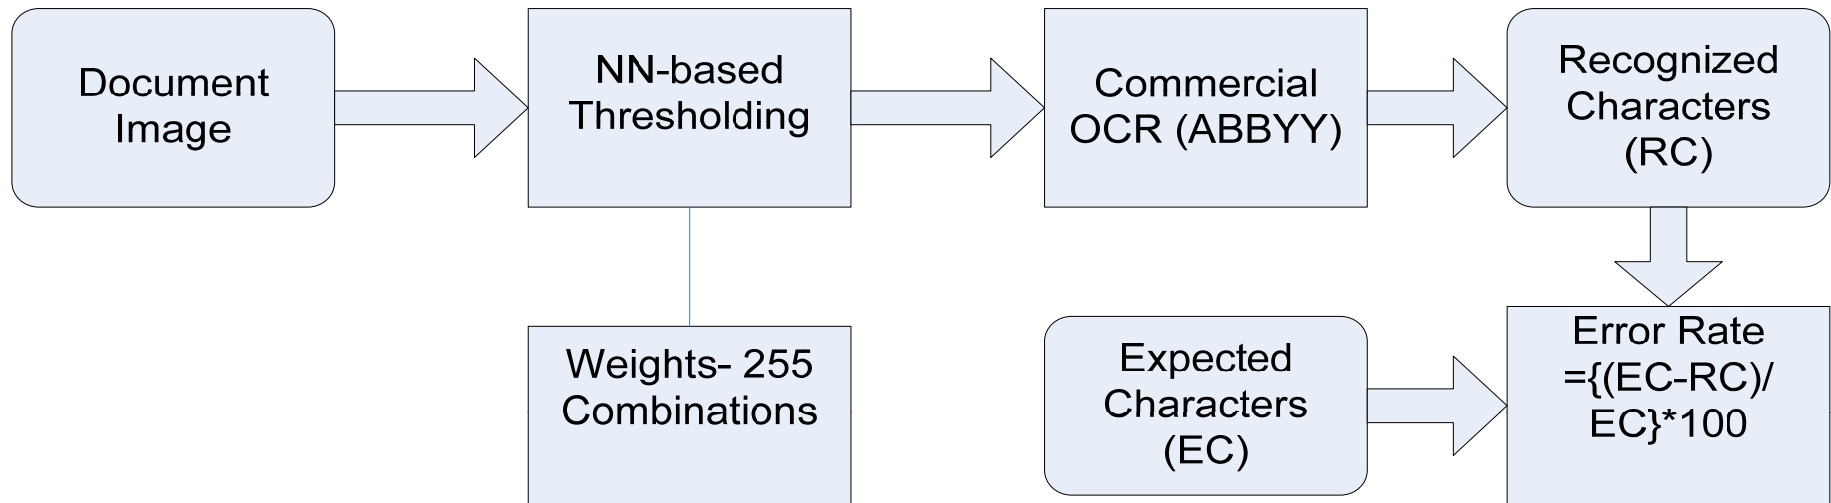 Document
Image
NN-based
Thresholding
Commercial
OCR (ABBYY)
Recognized
Characters
(RC)
Weights- 255
Combinations
Expected
Characters
(EC)
Error Rate
={(EC-RC)/
EC}*100